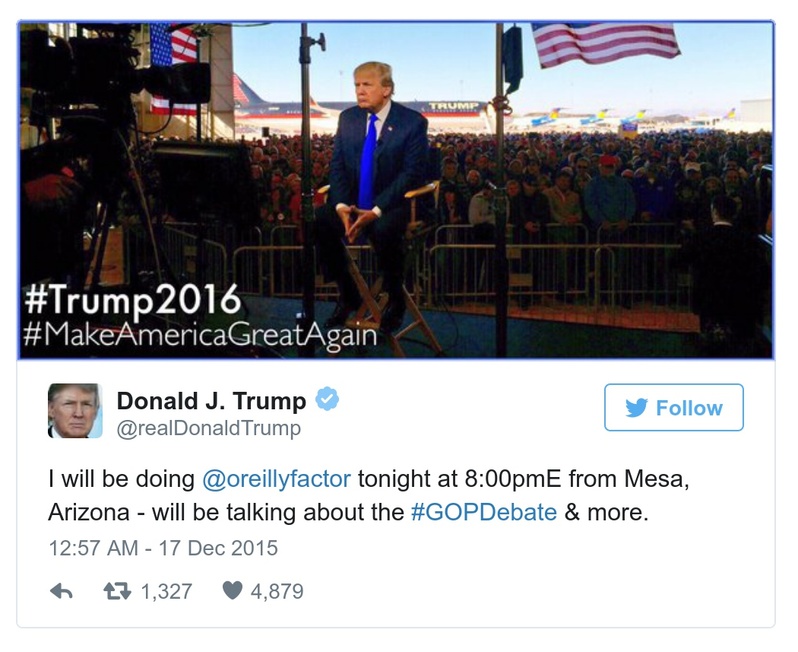 TRUMP
#Trump2016
#MakeAmericaGreatAgain
Donald J. Trump
Follow
@realDonaldTrump
I will be doing @oreillyfactor tonight at 8:00pmE from Mesa,
Arizona - will be talking about the #GOPDebate & more.
12:57 AM - 17 Dec 2015
1,327 4,879